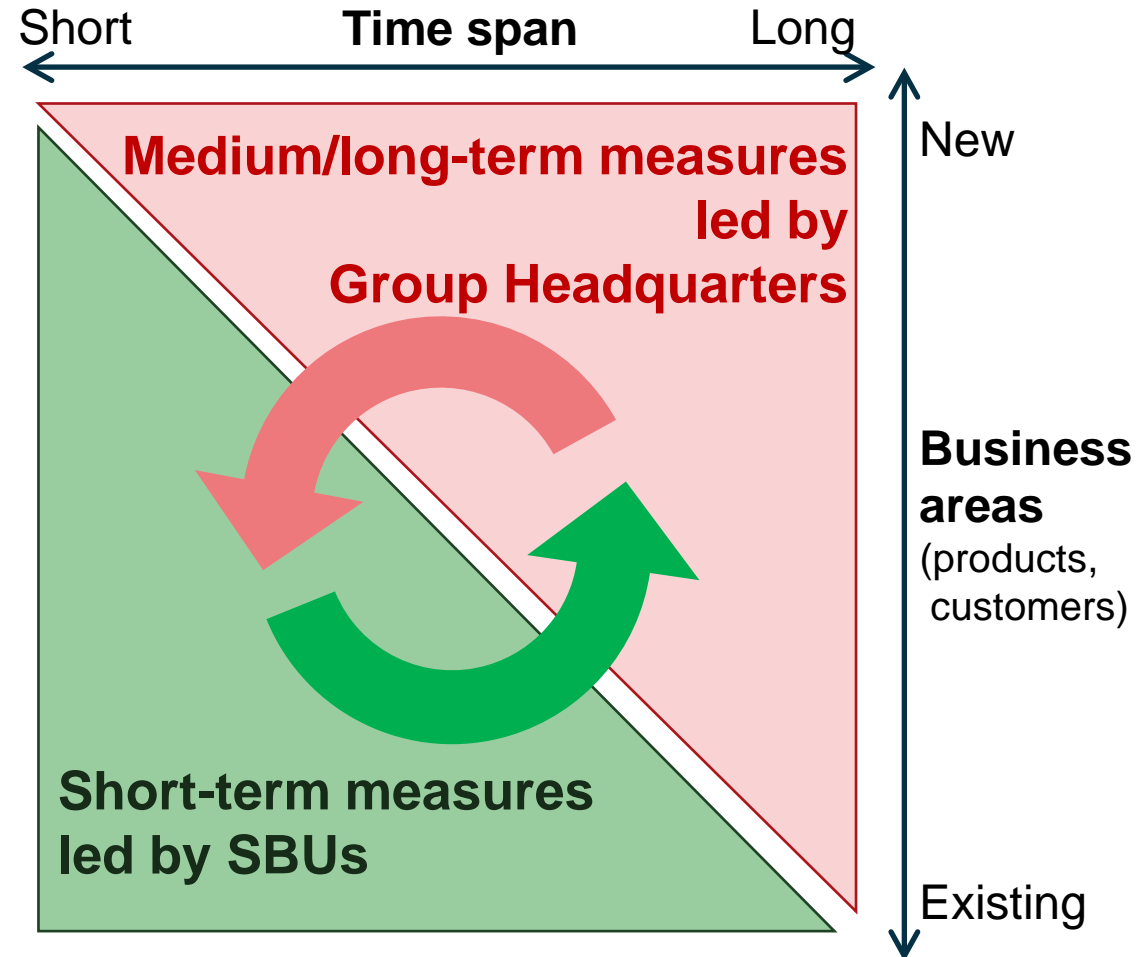 Short Time span Long
Medium/long-term measures
led by
Group Headquarters
New
Business
areas
(products,
customers)
Short-term measures
led by SBUs
Existing